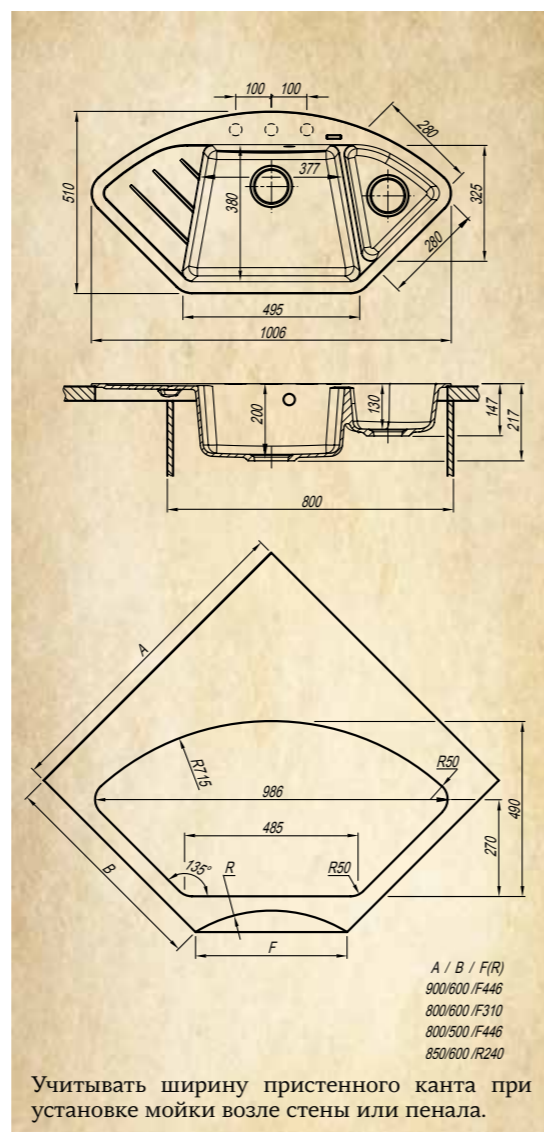 100 100
280
510
377
380
325
280
495
1006
200
130
147
217
800
A
R715
R50
986
490
485
270
B
135°
R
R50
F
A / B / F(R)
900/600 /F446
800/600 /F310
800/500 /F446
850/600 /R240
Учитывать ширину пристенного канта при
установке мойки возле стены или пенала.